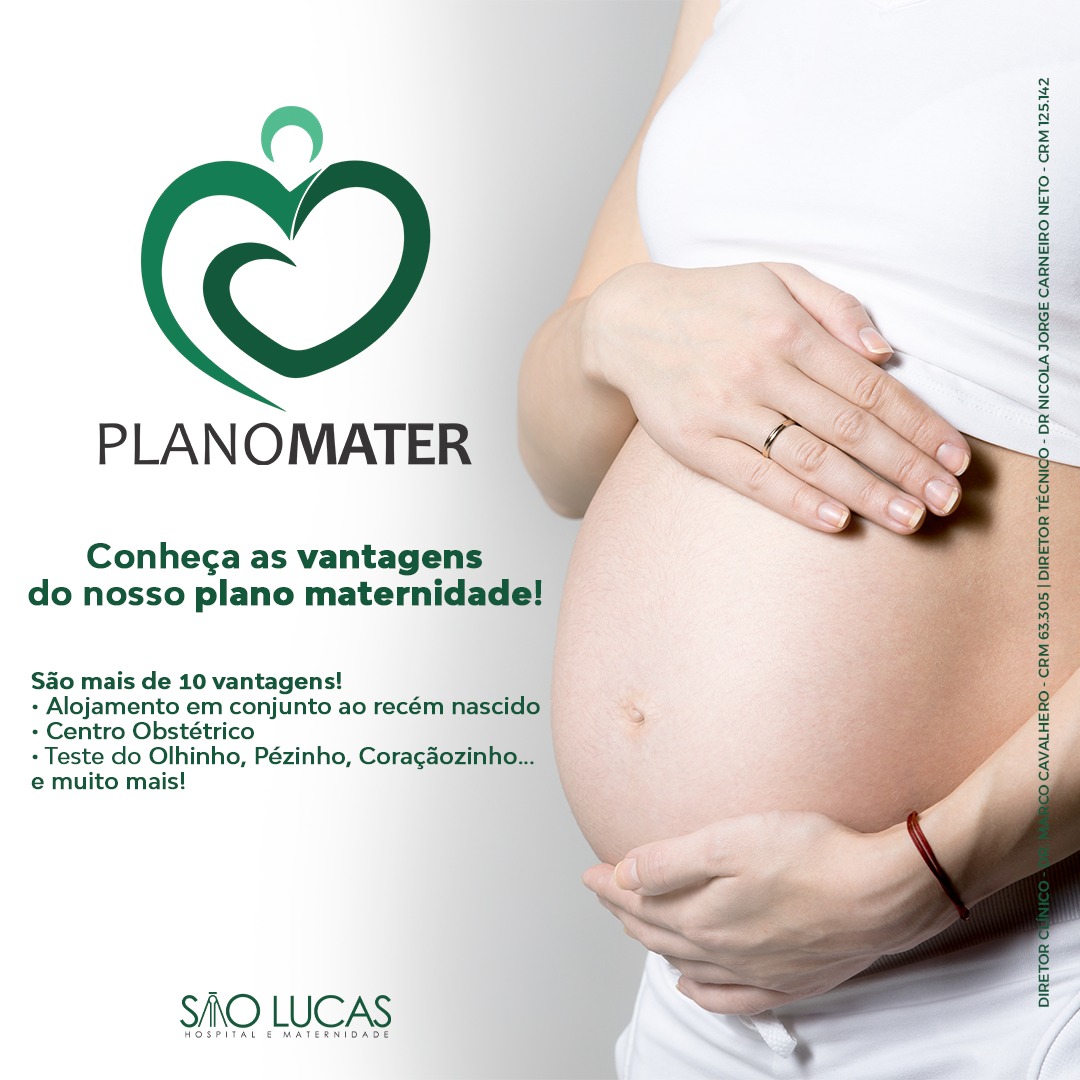 PLANOMATER
Conheça as vantagens
do nosso plano maternidade!
São mais de 10 vantagens!
• Alojamento em conjunto ao recém nascido
• Centro Obstétrico
• Teste do Olhinho, Pézinho, Coraçãozinho...
e muito mais!
SÃO LUCAS
HOSPITAL E MATERNIDADE
DIRETOR CLÍNICO - DR. MARCO CAVALHERO - CRM 63.305 | DIRETOR TÉCNICO - DR NICOLA JORGE CARNEIRO NETO - CRM 125.142